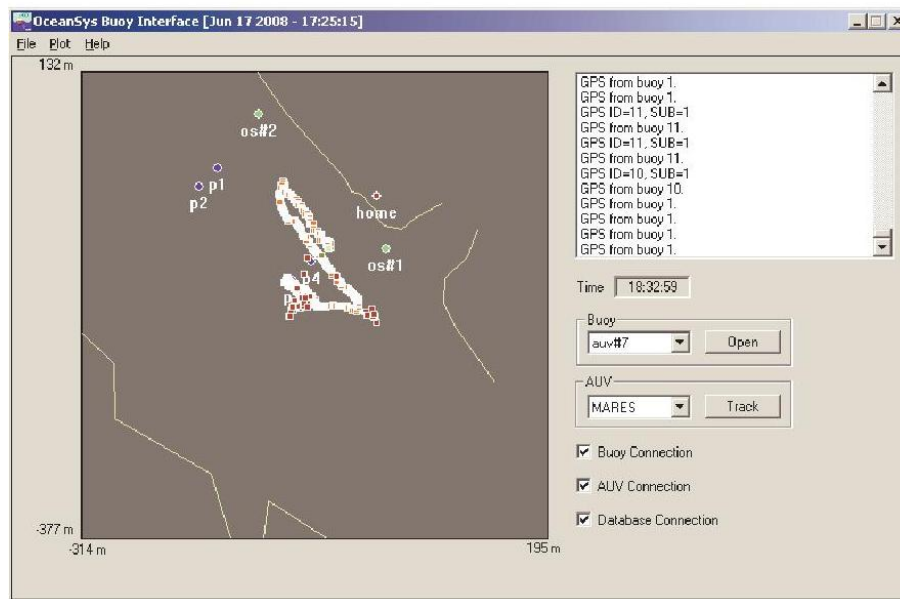 OceanSys Buoy Interface [Jun 17 2008 - 17:25:15]
File Plot Help
132 m
os#2
p1
p2
home
os#1
p4
-377 m
-314 m
195 m
GPS from buoy 1.
GPS from buoy 1.
GPS ID=11, SUB=1
GPS from buoy 11.
GPS ID=11, SUB=1
GPS from buoy 11.
GPS ID=10, SUB=1
GPS from buoy 10.
GPS from buoy 1.
GPS from buoy 1.
GPS from buoy 1.
GPS from buoy 1.
Time 18:32:59
Buoy
auv#7 Open
AUV
MARES Track
Buoy Connection
AUV Connection
Database Connection